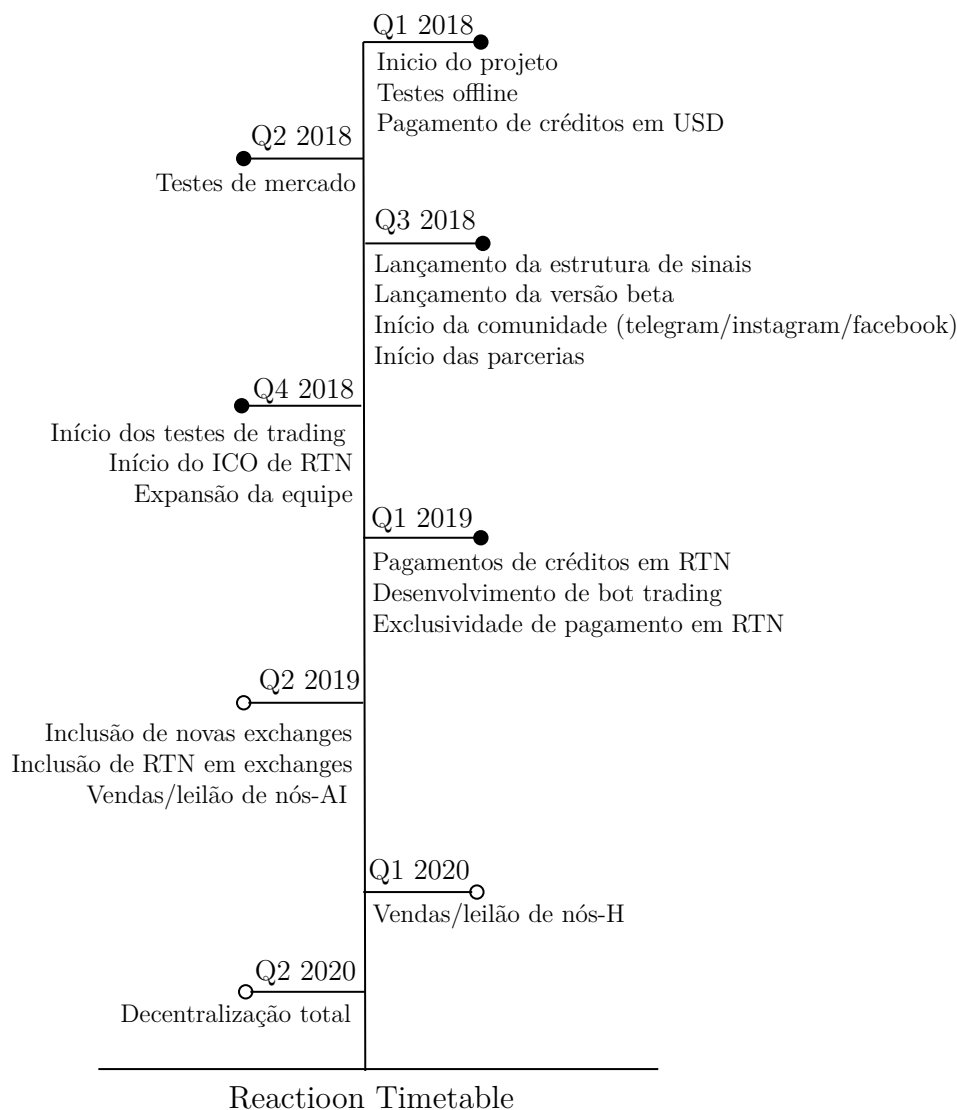 Q1 2018
Inicio do projeto
Testes offline
Pagamento de créditos em USD
Q2 2018
Testes de mercado
Q3 2018
Lançamento da estrutura de sinais
Lançamento da versão beta
Início da comunidade (telegram/instagram/facebook)
Início das parcerias
Q4 2018
Início dos testes de trading
Início do ICO de RTN
Expansão da equipe
Q1 2019
Pagamentos de créditos em RTN
Desenvolvimento de bot trading
Exclusividade de pagamento em RTN
Q2 2019
Inclusão de novas exchanges
Inclusão de RTN em exchanges
Vendas/leilão de nós-AI
Q1 2020
Vendas/leilão de nós-H
Q2 2020
Decentralização total
Reactioon Timetable